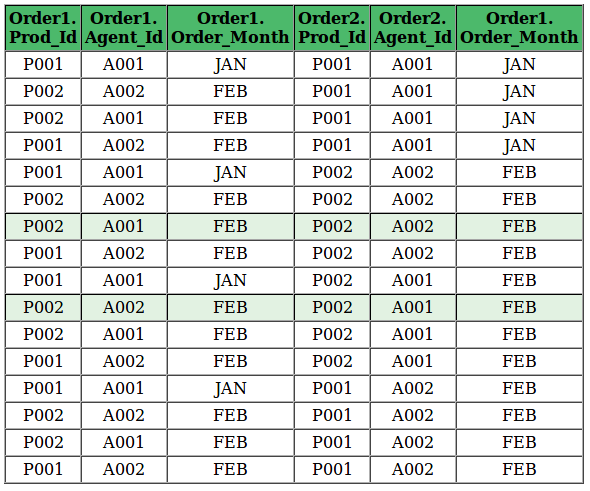 Order1. Order1. Order1. Order2. Order2. Order1.
Prod_Id Agent_Id Order_Month Prod_Id Agent_Id Order_Month
P001 A001 JAN P001 A001 JAN
P002 A002 FEB P001 A001 JAN
P002 A001 FEB P001 A001 JAN
P001 A002 FEB P001 A001 JAN
P001 A001 JAN P002 A002 FEB
P002 A002 FEB P002 A002 FEB
P002 A001 FEB P002 A002 FEB
P001 A002 FEB P002 A002 FEB
P001 A001 JAN P002 A001 FEB
P002 A002 FEB P002 A001 FEB
P002 A001 FEB P002 A001 FEB
P001 A002 FEB P002 A001 FEB
P001 A001 JAN P001 A002 FEB
P002 A002 FEB P001 A002 FEB
P002 A001 FEB P001 A002 FEB
P001 A002 FEB P001 A002 FEB